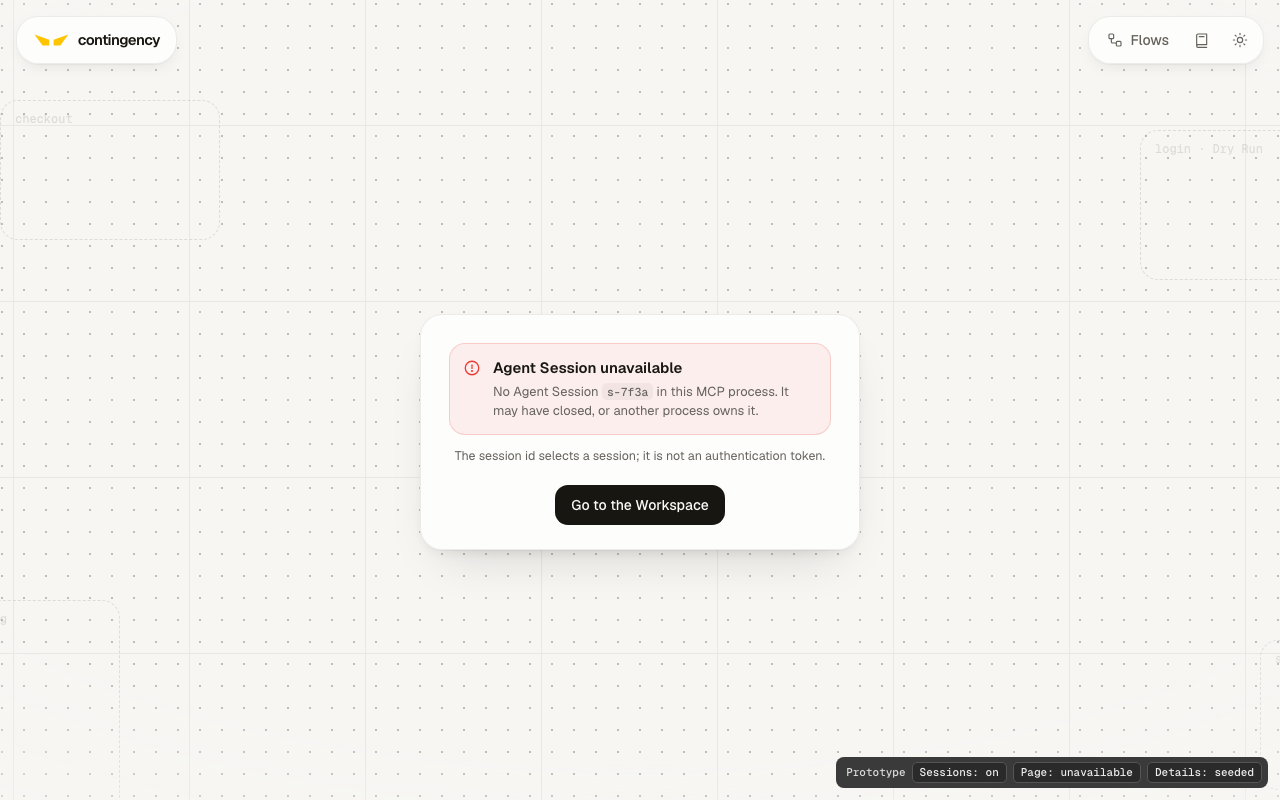 contingency
Flows
checkout
login · Dry Run
Agent Session unavailable
No Agent Session s-7f3a in this MCP process. It
may have closed, or another process owns it.
The session id selects a session; it is not an authentication token.
Go to the Workspace
Prototype Sessions: on Page: unavailable Details: seeded